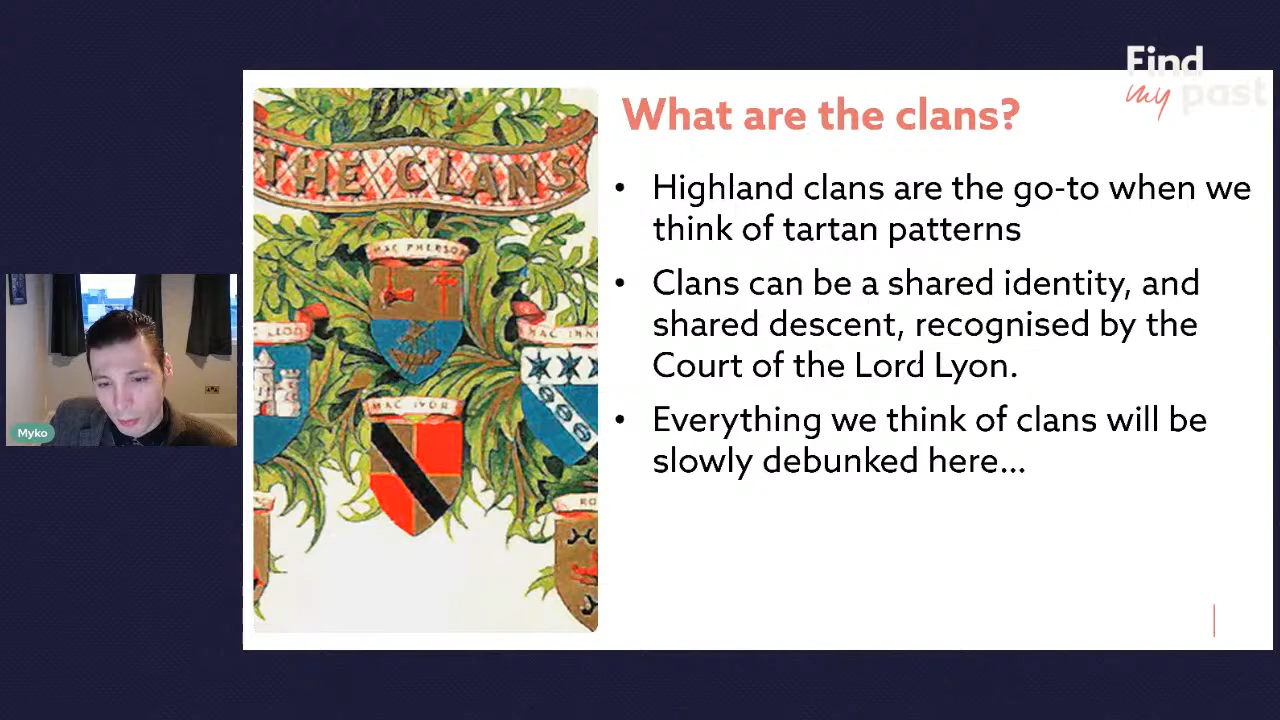 Find
my past
What are the clans?
THE CLANS
• Highland clans are the go-to when we
think of tartan patterns
MAC PHERSON
• Clans can be a shared identity, and
shared descent, recognised by the
Court of the Lord Lyon.
MAC IVOR
• Everything we think of clans will be
slowly debunked here...
Myko